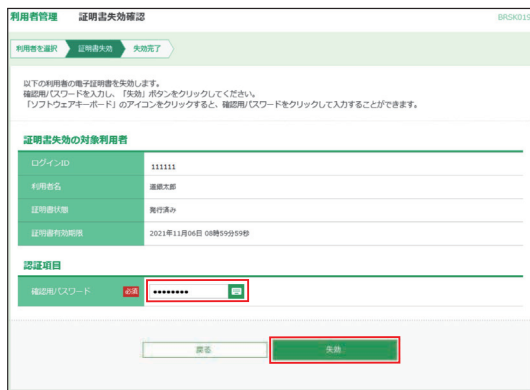 利用者管理 証明書失効確認 BRSK019
利用者を選択 証明書失効 失効完了
以下の利用者の電子証明書を失効します。
確認用パスワードを入力し、「失効」ボタンをクリックしてください。
「ソフトウェアキーボード」のアイコンをクリックすると、確認用パスワードをクリックして入力することができます。
証明書失効の対象利用者
ログインID 111111
利用者名 道銀太郎
証明書状態 発行済み
証明書有効期限 2021年11月06日 08時59分59秒
認証項目
確認用パスワード 必須 ●●●●●●●●
戻る 失効